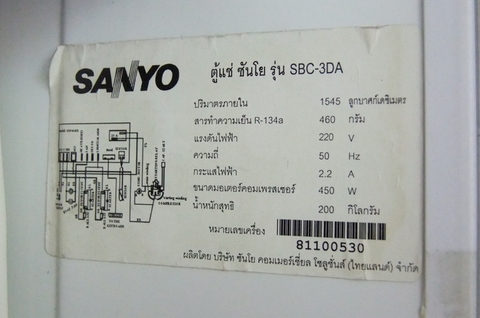 SANYO
ตู้แช่ ซันโย รุ่น SBC-3DA
ปริมาตรภายใน 1545 ลูกบาศก์เดซิเมตร
สารทำความเย็น R-134a 460 กรัม
แรงดันไฟฟ้า 220 V
ความถี่ 50 Hz
กระแสไฟฟ้า 2.2 A
ขนาดมอเตอร์คอมเพรสเซอร์ 450 W
น้ำหนักสุทธิ 200 กิโลกรัม
หมายเลขเครื่อง
81100530
ผลิตโดย บริษัท ซันโย คอมเมอร์เชี่ยล โซลูชั่นส์ (ไทยแลนด์) จำกัด